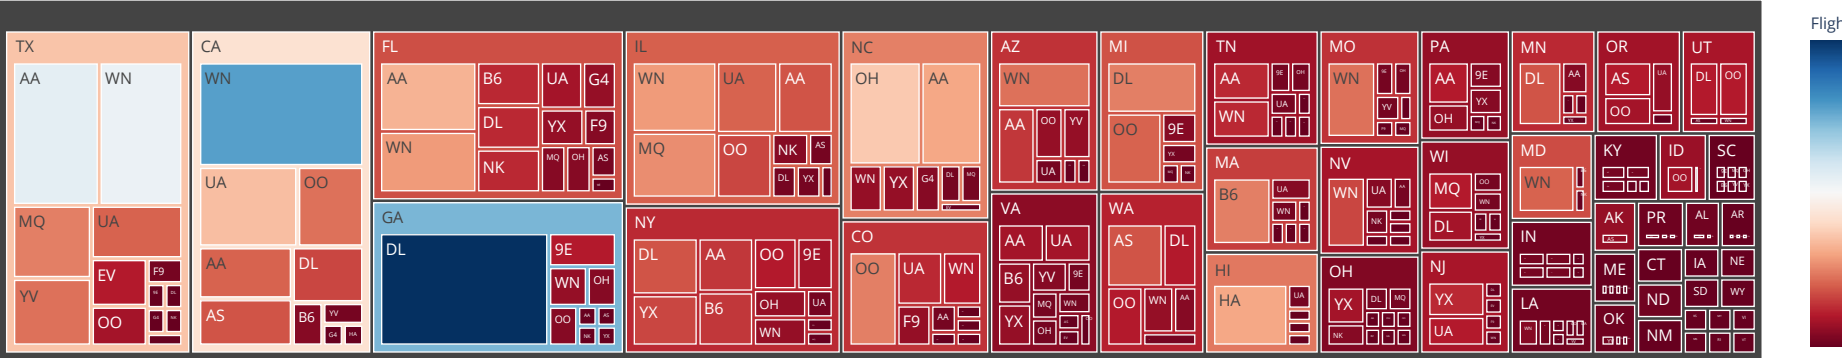 TX
AA
WN
MQ
UA
YV
EV
F9
OO
CA
WN
UA
OO
AA
DL
AS
B6
YV
G4
HA
FL
AA
WN
B6
UA
G4
DL
YX
F9
NK
MQ
OH
AS
GA
DL
9E
WN
OH
OO
AA
AS
NK
YX
IL
WN
UA
AA
MQ
OO
NK
AS
DL
YX
NY
DL
AA
OO
9E
YX
B6
OH
UA
WN
NC
OH
AA
WN
YX
G4
DL
MQ
CO
OO
UA
WN
F9
AA
AZ
WN
AA
OO
YV
UA
VA
AA
UA
B6
YV
9E
MQ
WN
YX
OH
MI
DL
OO
9E
YX
WA
AS
DL
OO
WN
AA
TN
AA
9E
OH
WN
UA
MA
B6
UA
WN
HI
HA
UA
MO
WN
YV
NV
WN
UA
AA
NK
OH
YX
DL
MQ
NK
PA
AA
9E
YX
OH
WI
MQ
OO
WN
DL
NJ
YX
UA
MN
DL
AA
MD
WN
IN
LA
WN
OR
AS
UA
OO
UT
DL
OO
KY
ID
OO
SC
AK
AS
PR
AL
AR
ME
CT
IA
NE
ND
SD
WY
OK
NM
Fligh